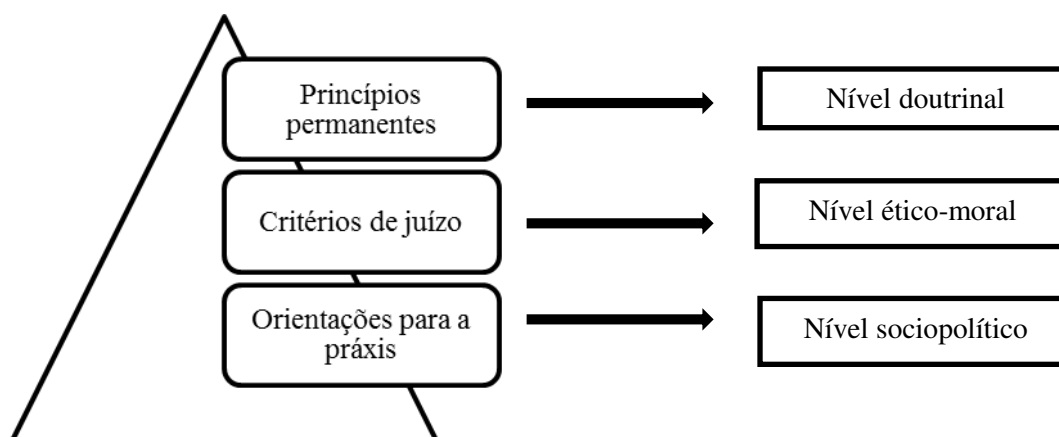 Princípios
permanentes
Nível doutrinal
Critérios de juízo
Nível ético-moral
Orientações para a
práxis
Nível sociopolítico